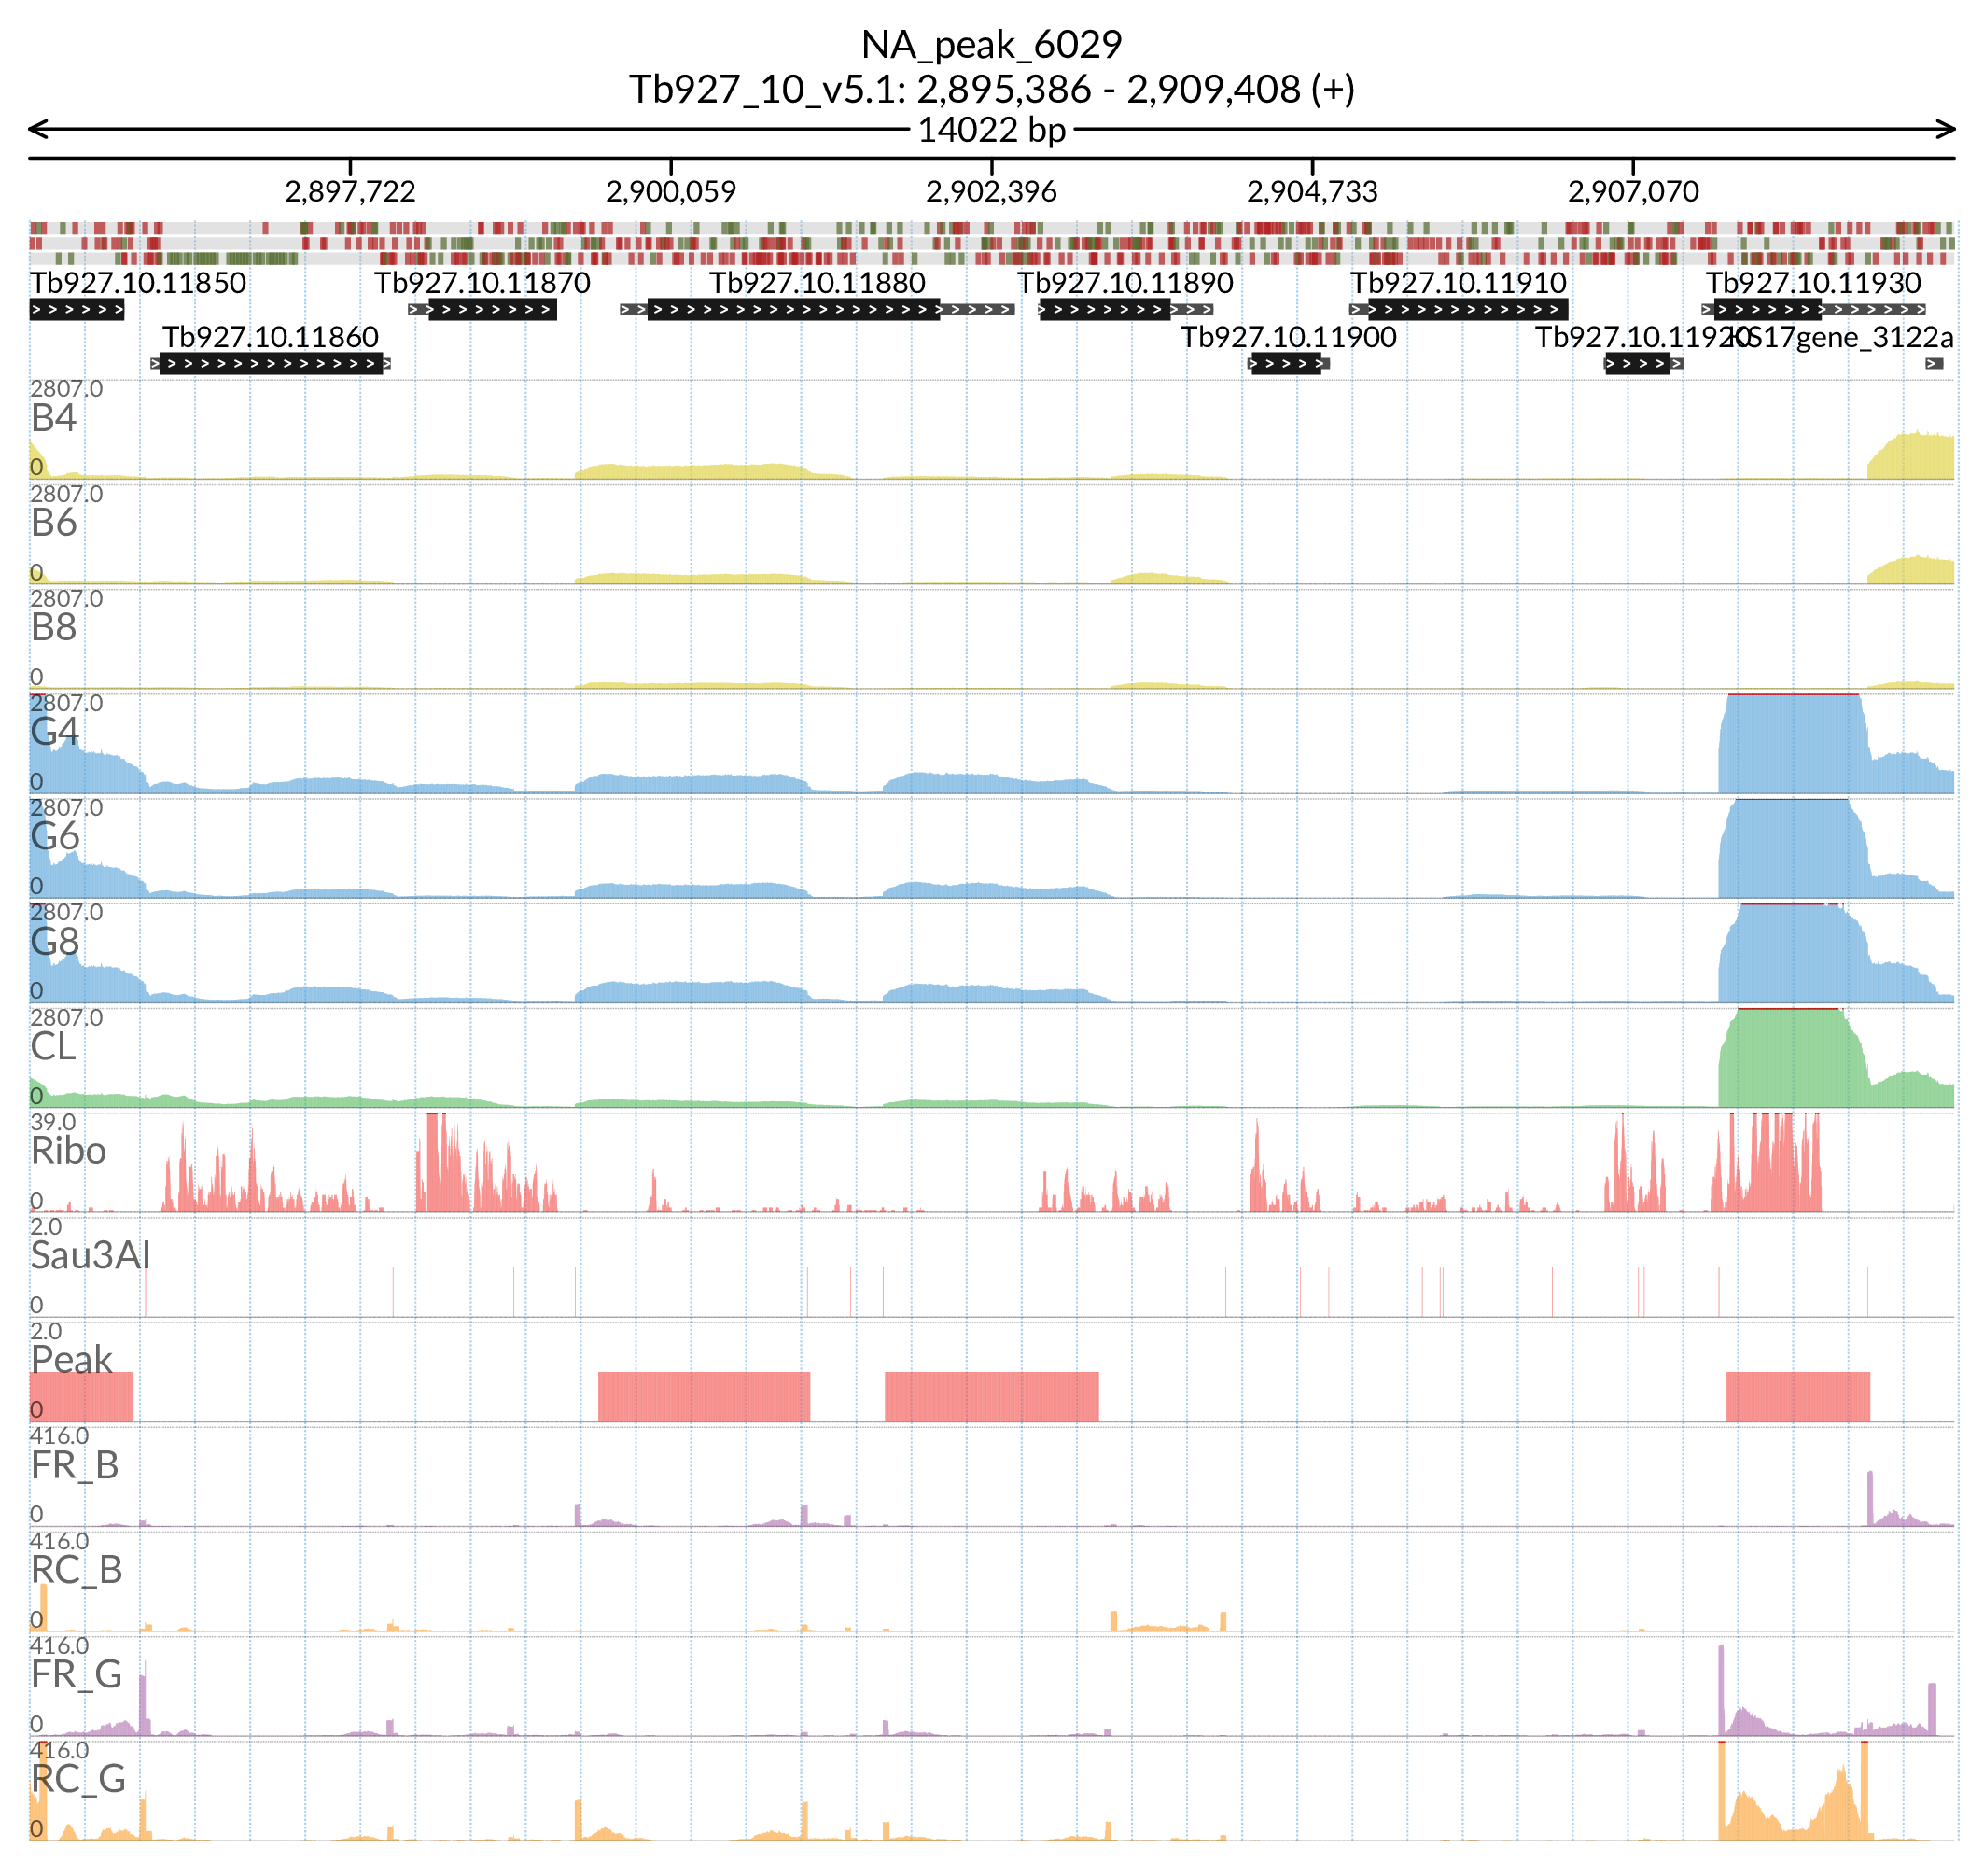 NA_peak_6029
Tb927_10_v5.1: 2,895,386 - 2,909,408 (+)
14022 bp
2,897,722 2,900,059 2,902,396 2,904,733 2,907,070
Tb927.10.11850 Tb927.10.11870 Tb927.10.11880 Tb927.10.11890 Tb927.10.11910 Tb927.10.11930
Tb927.10.11860 Tb927.10.11900 Tb927.10.11920 KS17gene_3122a
2807.0
B4
0
2807.0
B6
0
2807.0
B8
0
2807.0
G4
0
2807.0
G6
0
2807.0
G8
0
2807.0
CL
0
39.0
Ribo
0
2.0
Sau3AI
0
2.0
Peak
0
416.0
FR_B
0
416.0
RC_B
0
416.0
FR_G
0
416.0
RC_G
0